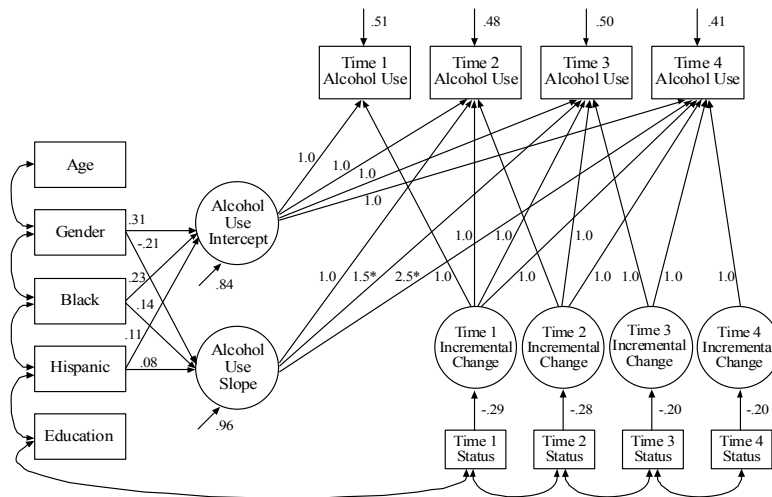 .51
.48
.50
.41
Time 1
Alcohol Use
Time 2
Alcohol Use
Time 3
Alcohol Use
Time 4
Alcohol Use
1.0
1.0
1.0
1.0
Age
Gender
Black
Hispanic
Education
.31
-.21
.23
.14
.11
.08
Alcohol
Use
Intercept
.84
Alcohol
Use
Slope
.96
1.0
1.5*
2.5*
1.0
1.0
1.0
1.0
1.0
1.0
1.0
1.0
1.0
1.0
Time 1
Incremental
Change
Time 2
Incremental
Change
Time 3
Incremental
Change
Time 4
Incremental
Change
-.29
-.28
-.20
-.20
Time 1
Status
Time 2
Status
Time 3
Status
Time 4
Status